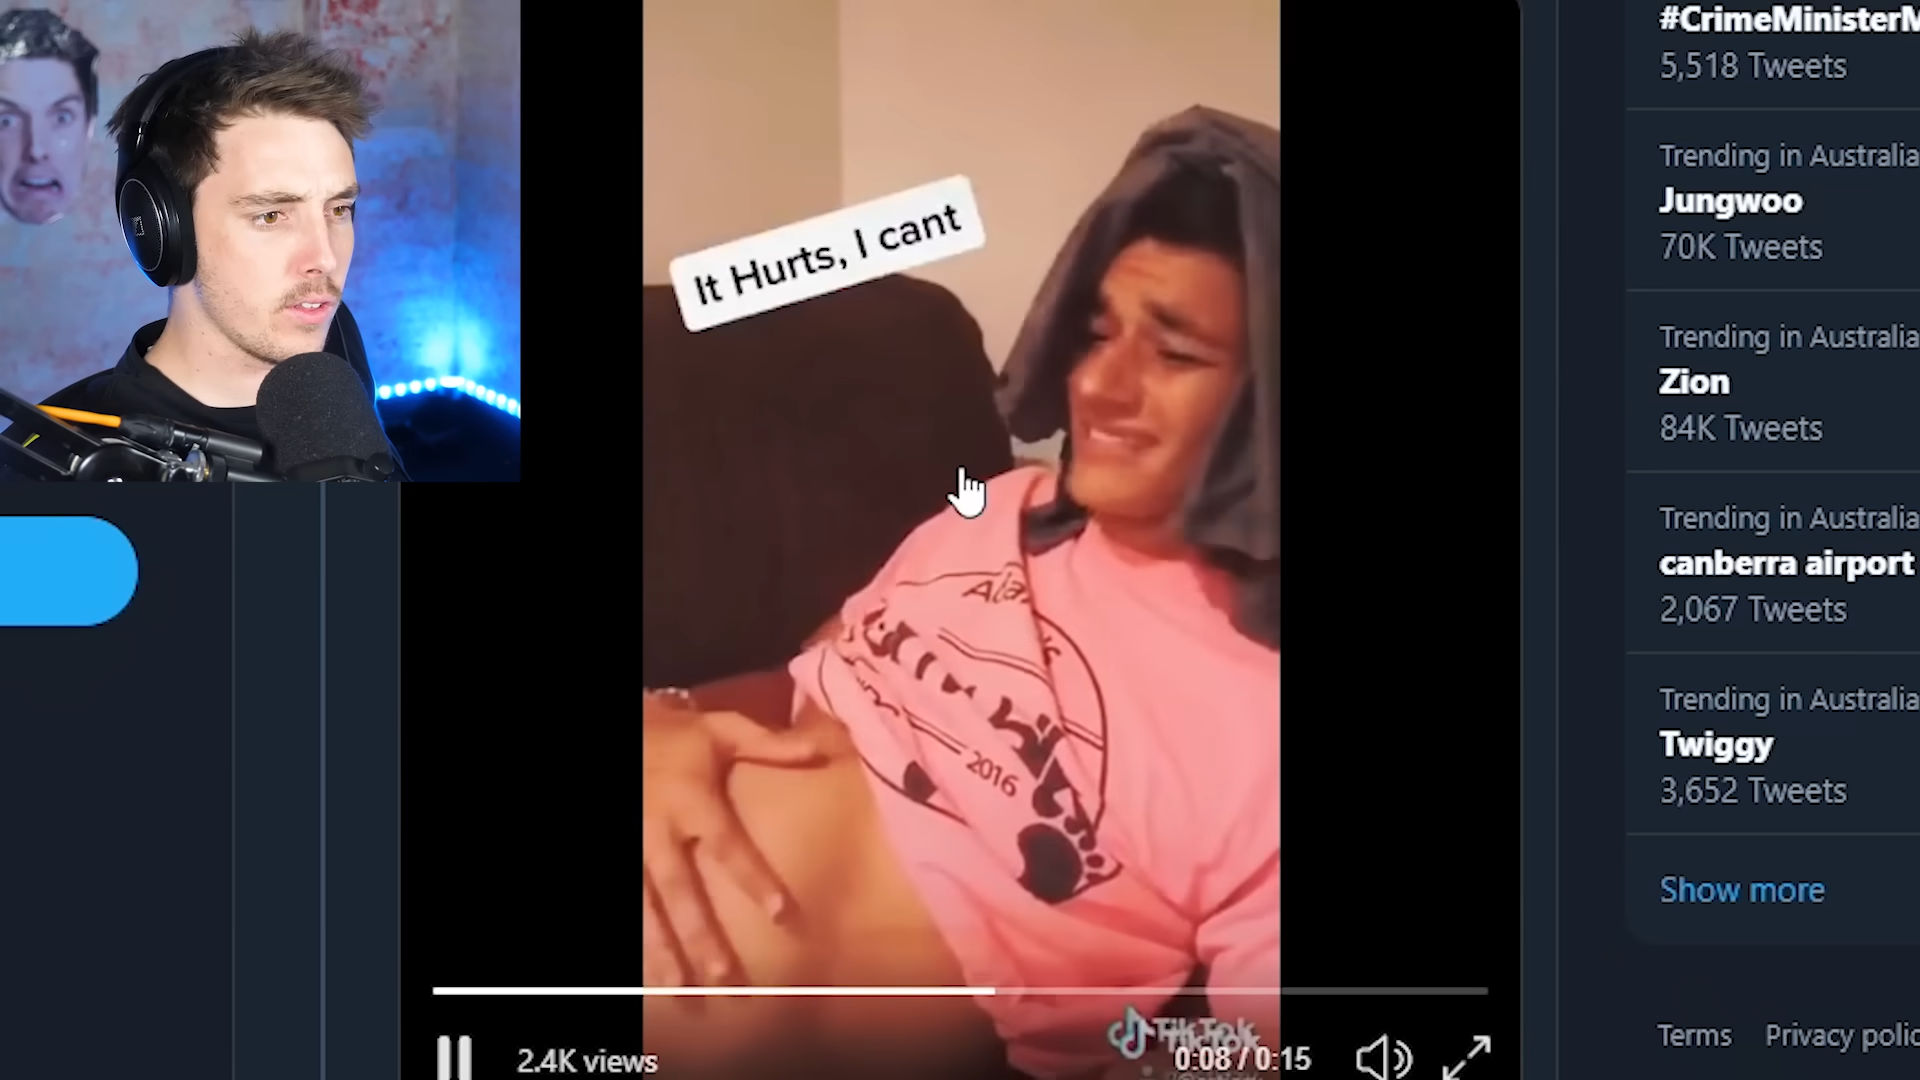 It Hurts, I cant
2016
TikTok
2.4K views
0:08 / 0:15
5,518 Tweets
Trending in Australia
Jungwoo
70K Tweets
Trending in Australia
Zion
84K Tweets
Trending in Australia
canberra airport
2,067 Tweets
Trending in Australia
Twiggy
3,652 Tweets
Show more
Terms
Privacy